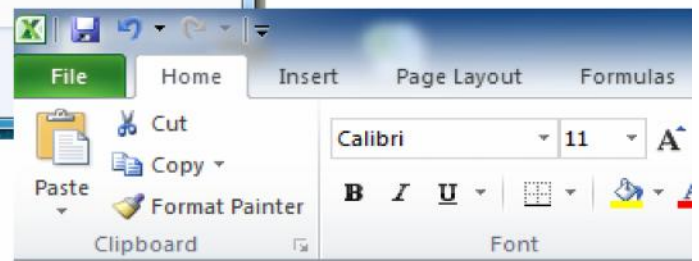 File Home Insert Page Layout Formulas
Cut
Calibri 11
Copy
Paste
Format Painter
B I U
Clipboard Font